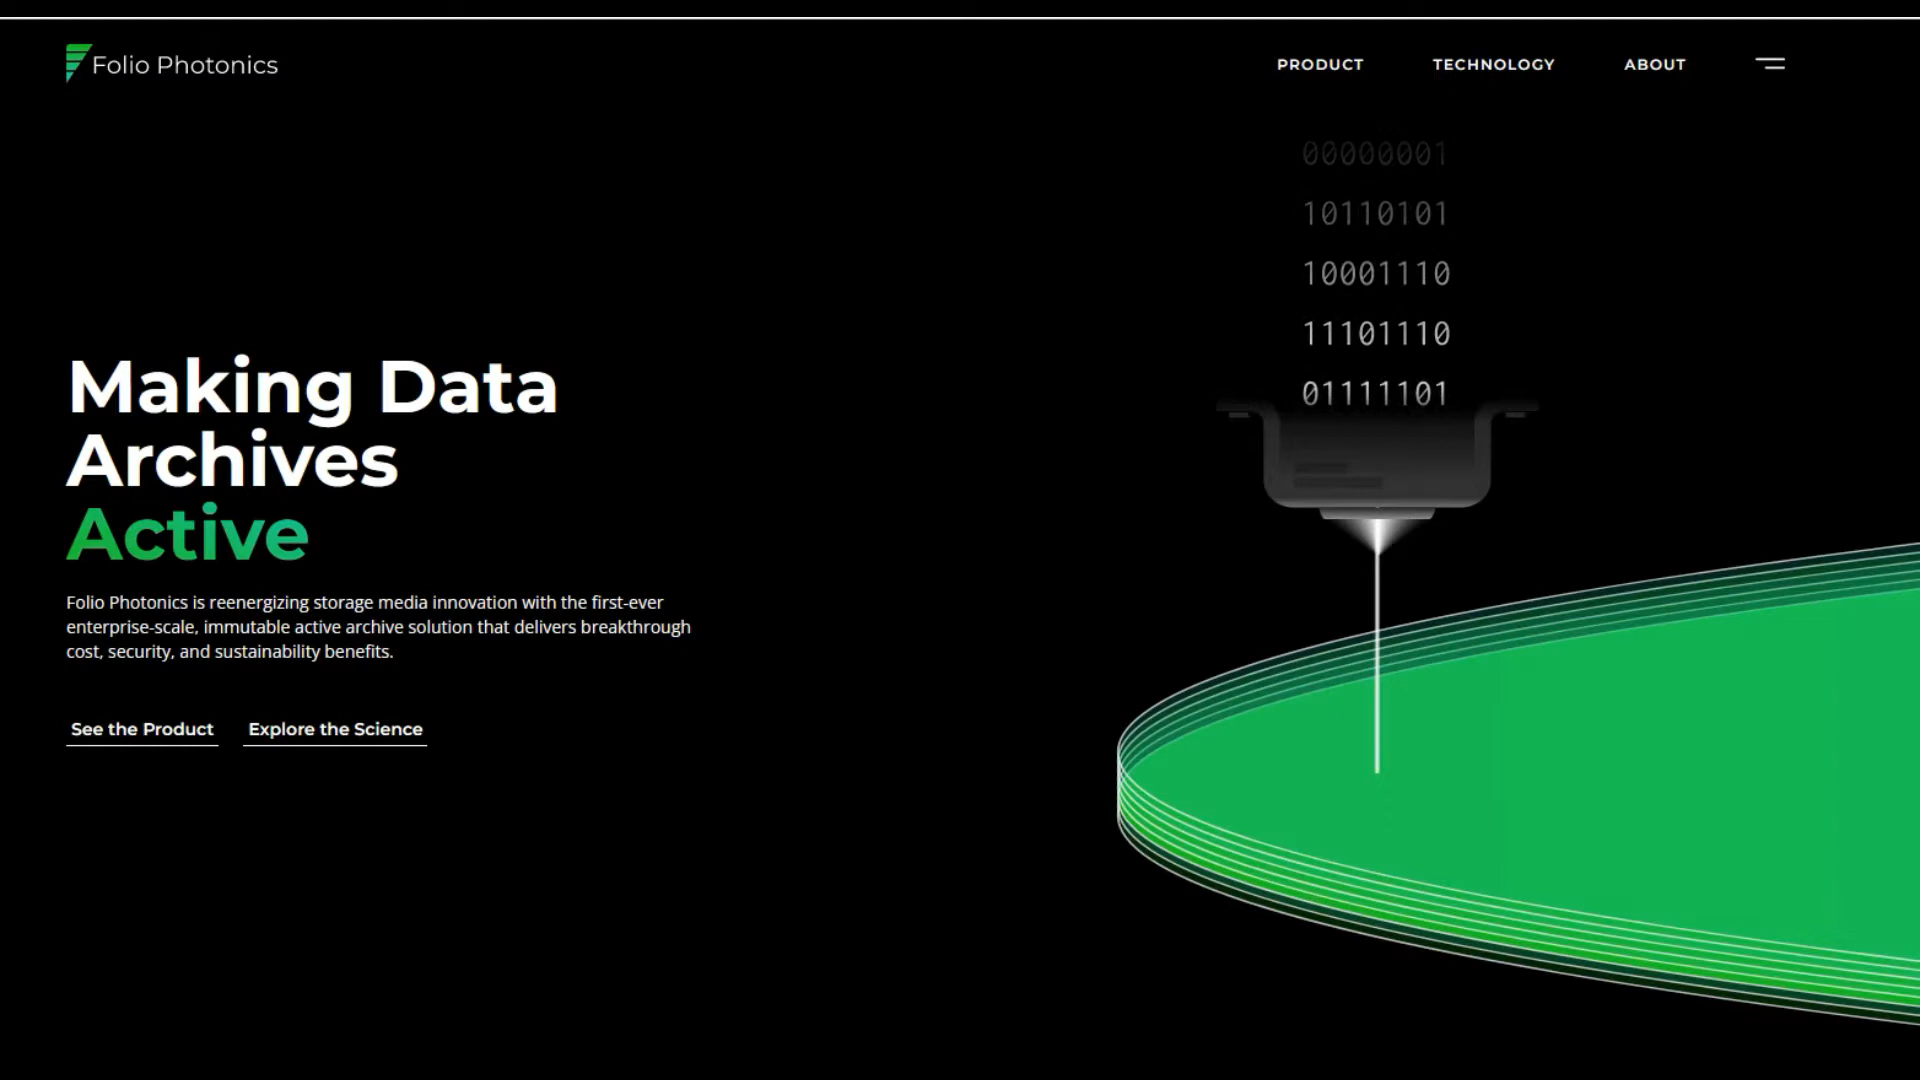 Folio Photonics
PRODUCT
TECHNOLOGY
ABOUT
00000001
10110101
10001110
11101110
01111101
Making Data
Archives
Active
Folio Photonics is reenergizing storage media innovation with the first-ever
enterprise-scale, immutable active archive solution that delivers breakthrough
cost, security, and sustainability benefits.
See the Product
Explore the Science